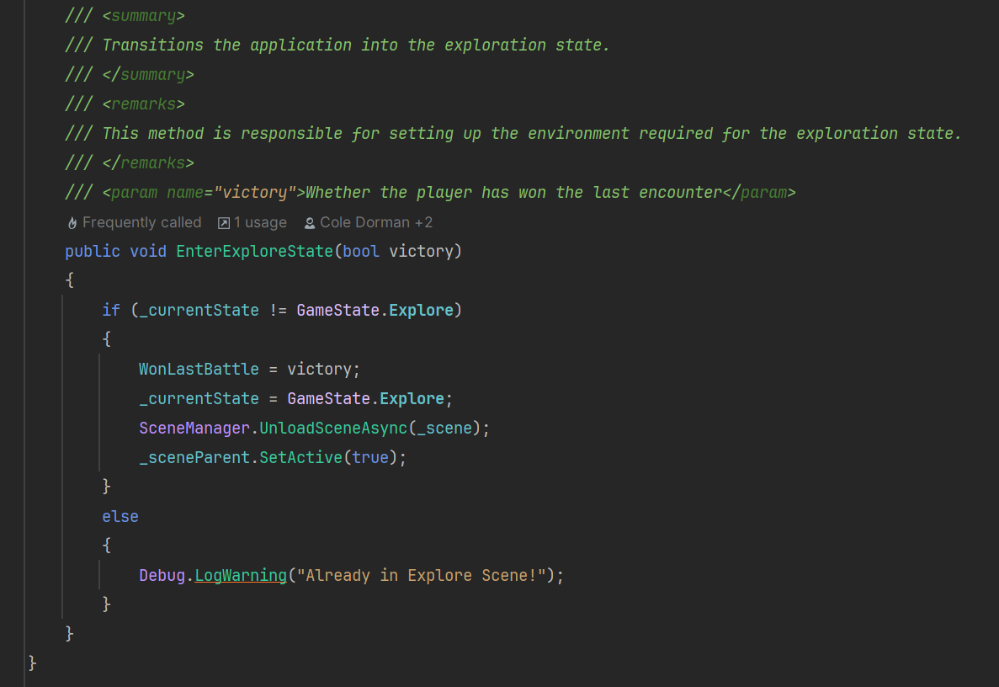 /// <summary>
/// Transitions the application into the exploration state.
/// </summary>
/// <remarks>
/// This method is responsible for setting up the environment required for the exploration state.
/// </remarks>
/// <param name="victory">Whether the player has won the last encounter</param>
Frequently called 1 usage Cole Dorman +2
public void EnterExploreState(bool victory)
{
if (_currentState != GameState.Explore)
{
WonLastBattle = victory;
_currentState = GameState.Explore;
SceneManager.UnloadSceneAsync(_scene);
_sceneParent.SetActive(true);
}
else
{
Debug.LogWarning("Already in Explore Scene!");
}
}
}